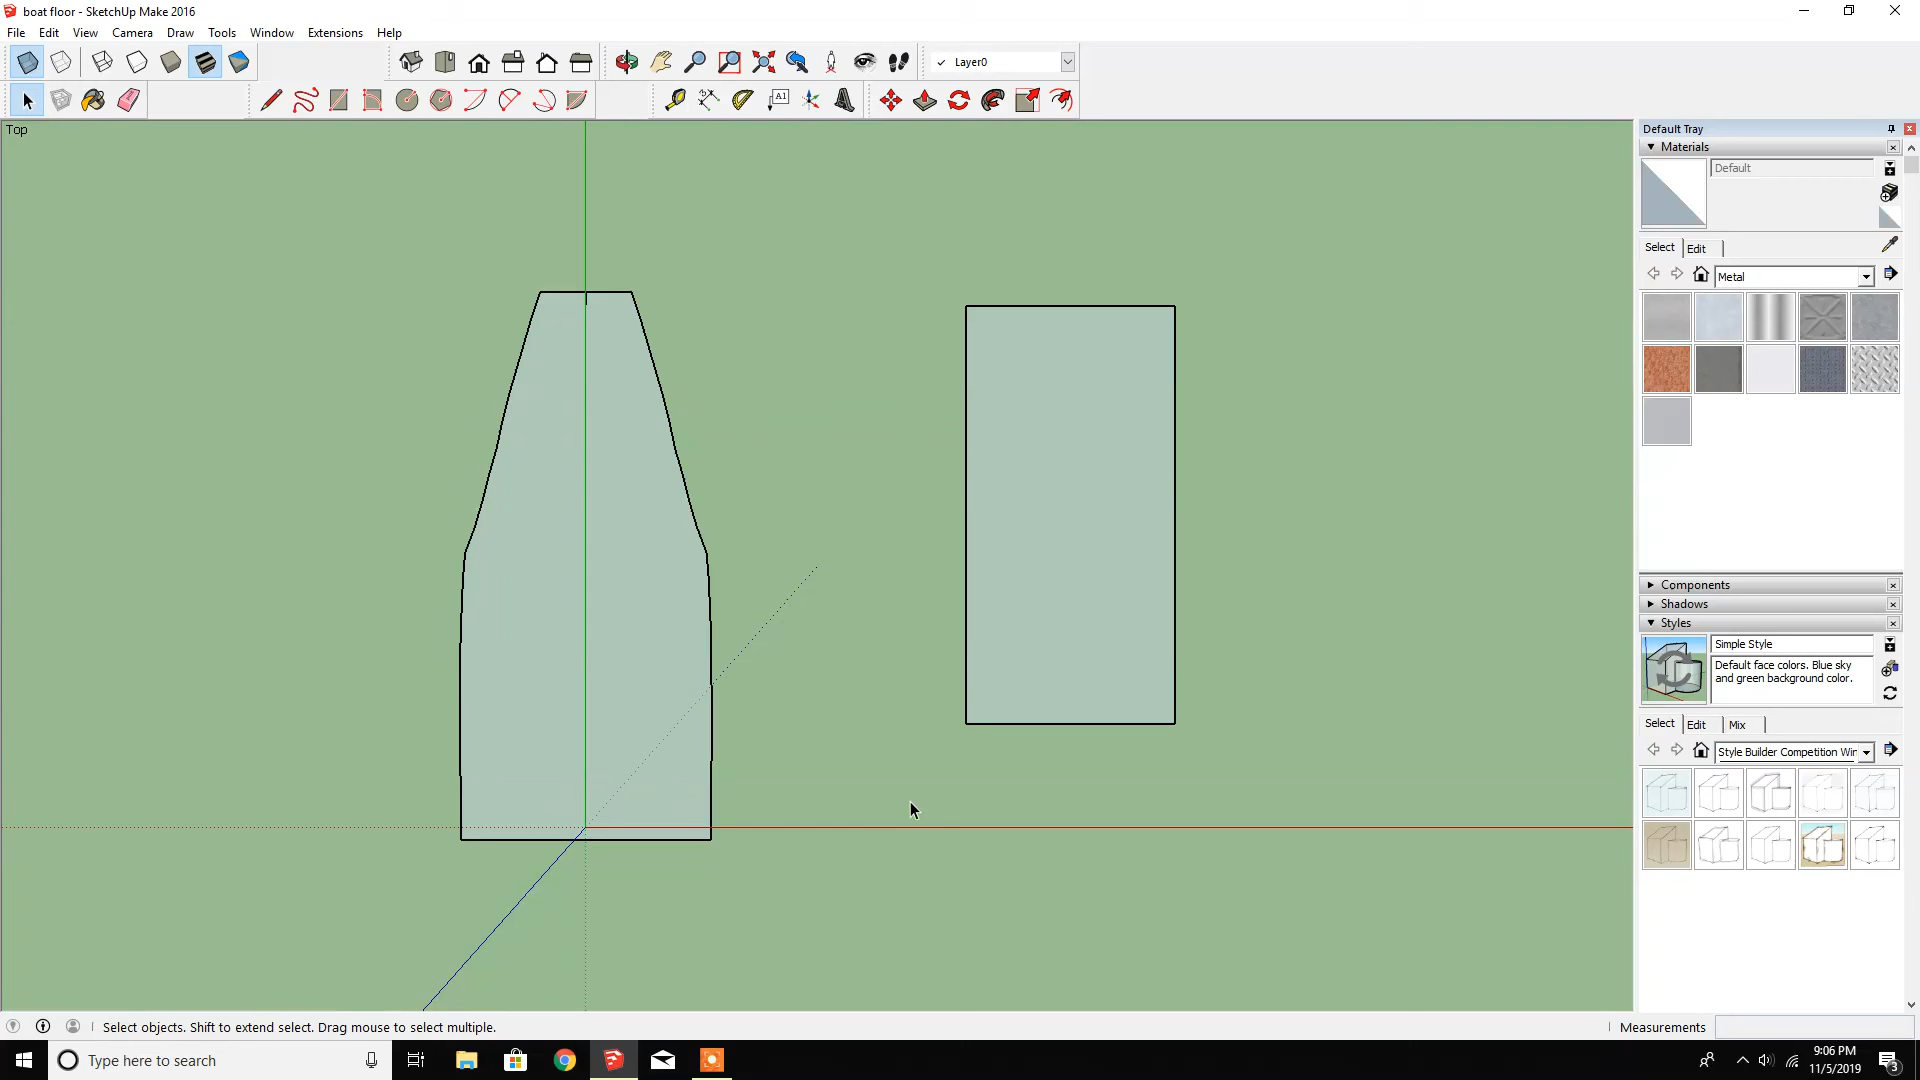 boat floor - SketchUp Make 2016
File Edit View Camera Draw Tools Window Extensions Help
Layer0
A1
Top
Default Tray
Materials
Default
Select Edit
Metal
Components
Shadows
Styles
Simple Style
Default face colors. Blue sky
and green background color.
Select Edit Mix
Style Builder Competition Wir
Select objects. Shift to extend select. Drag mouse to select multiple.
Measurements
Type here to search
9:06 PM
11/5/2019
3